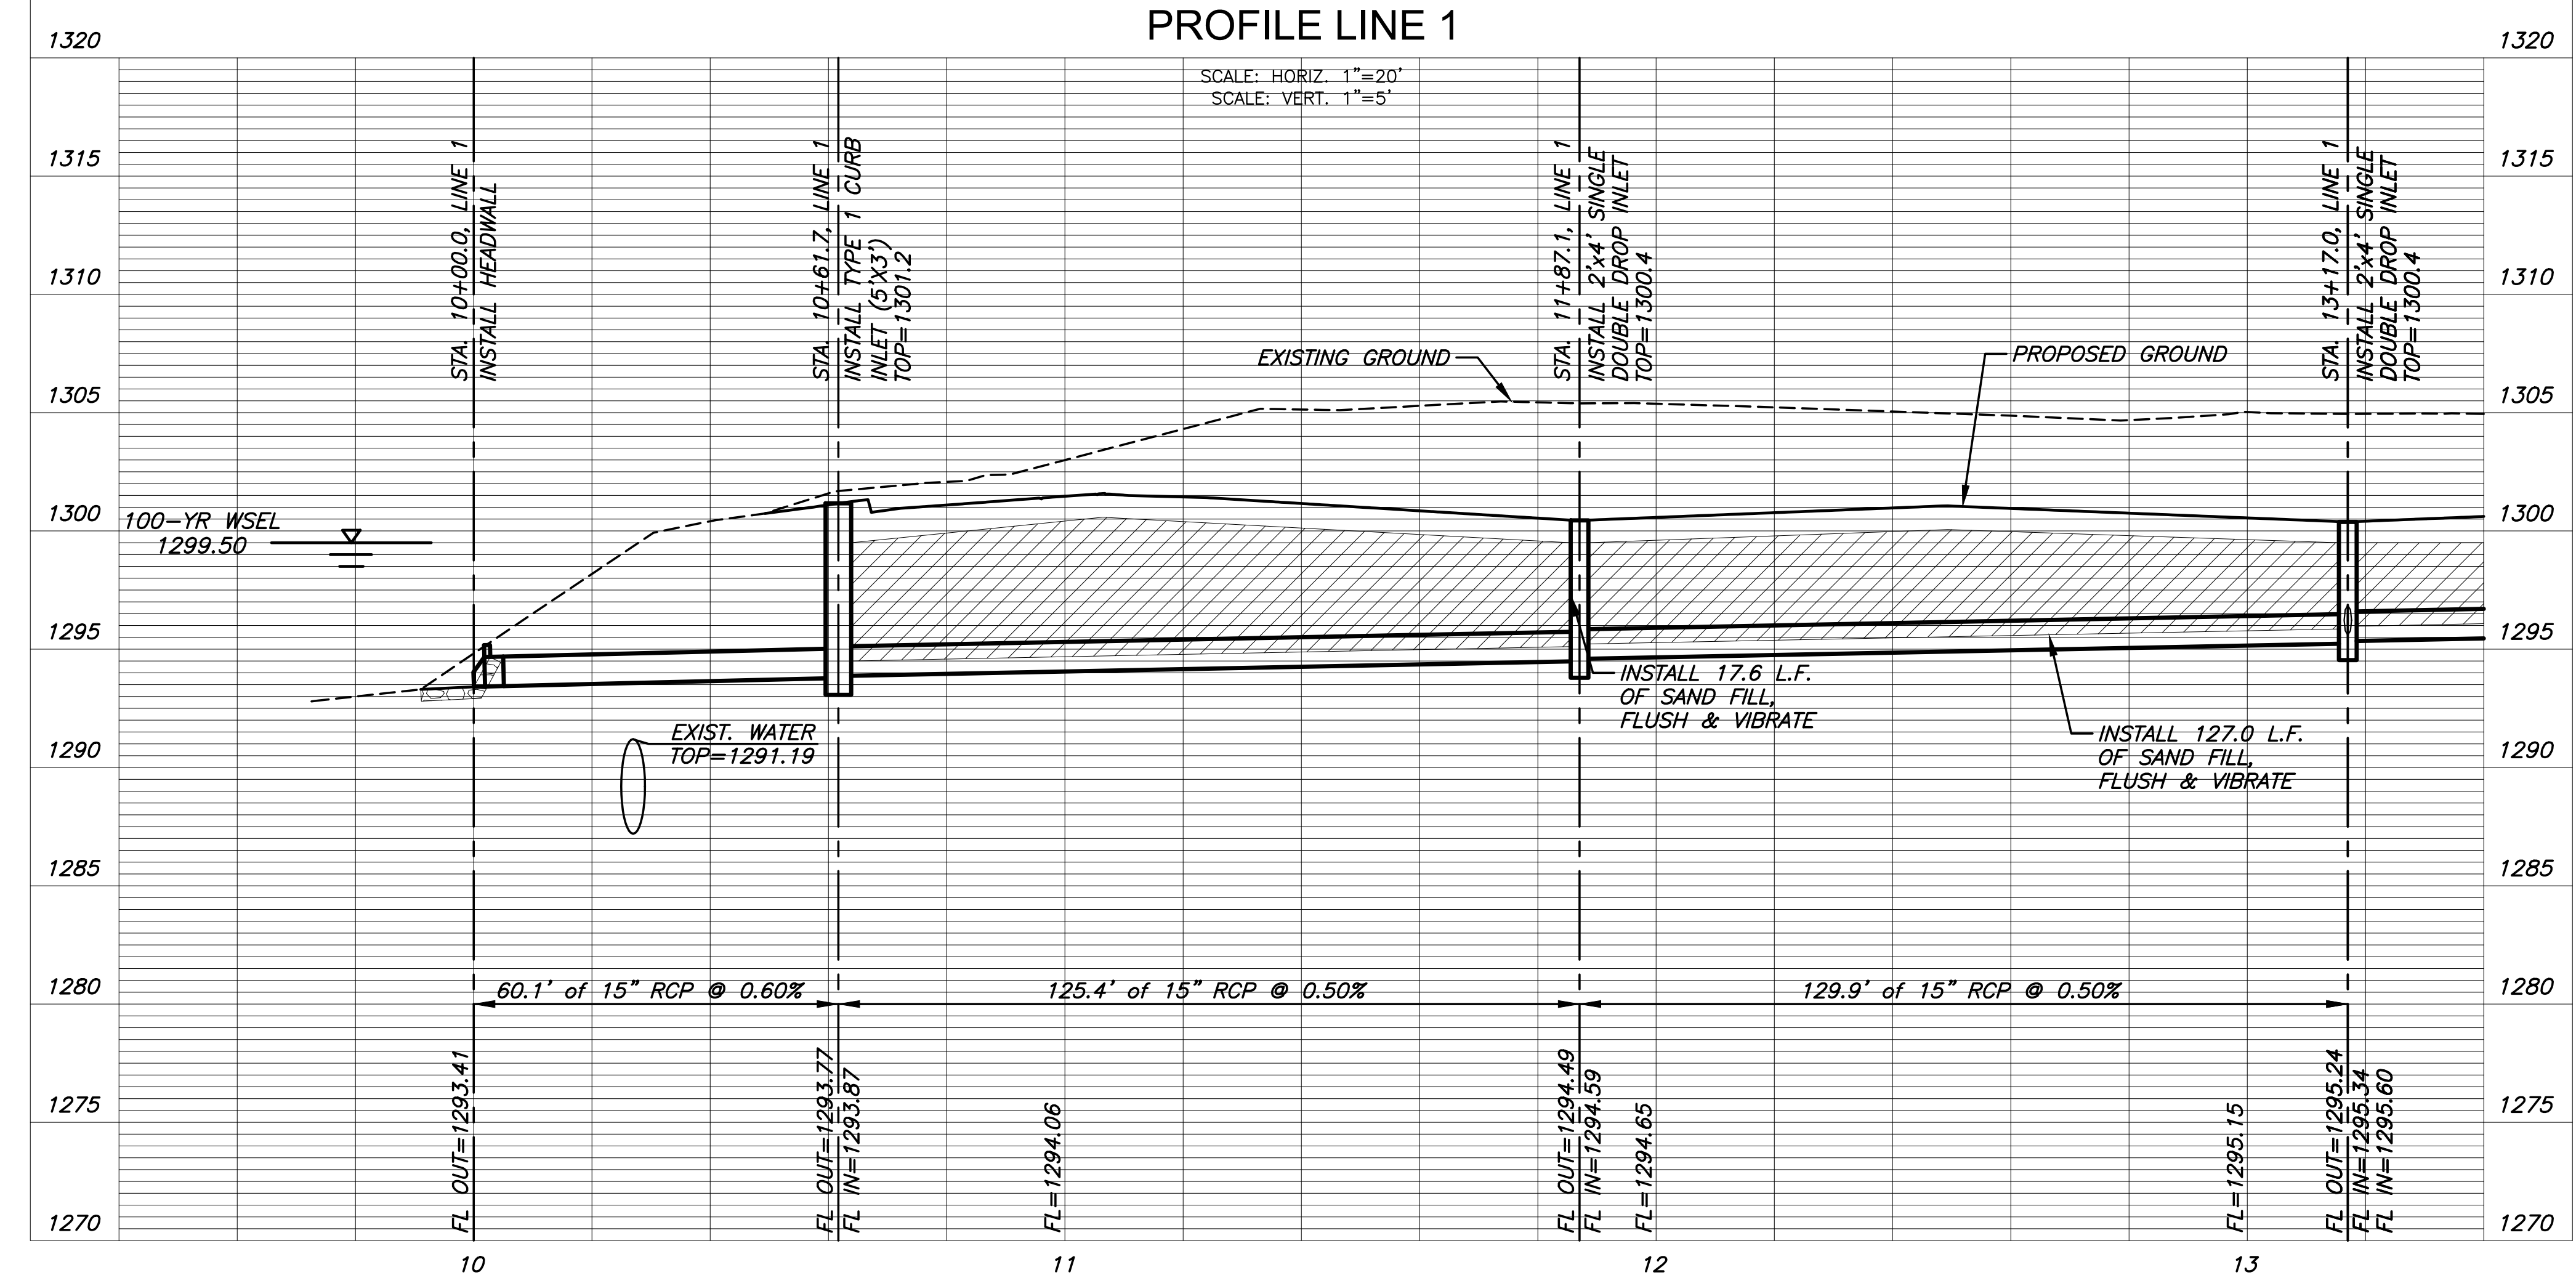 PROFILE LINE 1
SCALE: HORIZ. 1"=20'
SCALE: VERT. 1"=5'
1320
1320
1315
1315
1310
1310
1305
1305
1300
1300
1295
1295
1290
1290
1285
1285
1280
1280
1275
1275
1270
1270
STA. 10+00.0, LINE 1
INSTALL HEADWALL
STA. 10+61.7, LINE 1
INSTALL TYPE 1 CURB
INLET (5'X3')
TOP=1301.2
STA. 11+87.1, LINE 1
INSTALL 2'x4' SINGLE
DOUBLE DROP INLET
TOP=1300.4
STA. 13+17.0, LINE 1
INSTALL 2'x4' SINGLE
DOUBLE DROP INLET
TOP=1300.4
EXISTING GROUND
PROPOSED GROUND
100-YR WSEL
1299.50
INSTALL 17.6 L.F.
OF SAND FILL,
FLUSH & VIBRATE
INSTALL 127.0 L.F.
OF SAND FILL,
FLUSH & VIBRATE
EXIST. WATER
TOP=1291.19
60.1' of 15" RCP @ 0.60%
125.4' of 15" RCP @ 0.50%
129.9' of 15" RCP @ 0.50%
FL OUT=1293.41
FL OUT=1293.77
FL IN=1293.87
FL=1294.06
FL OUT=1294.49
FL IN=1294.59
FL=1294.65
FL=1295.15
FL OUT=1295.24
FL IN=1295.34
FL IN=1295.60
10
11
12
13